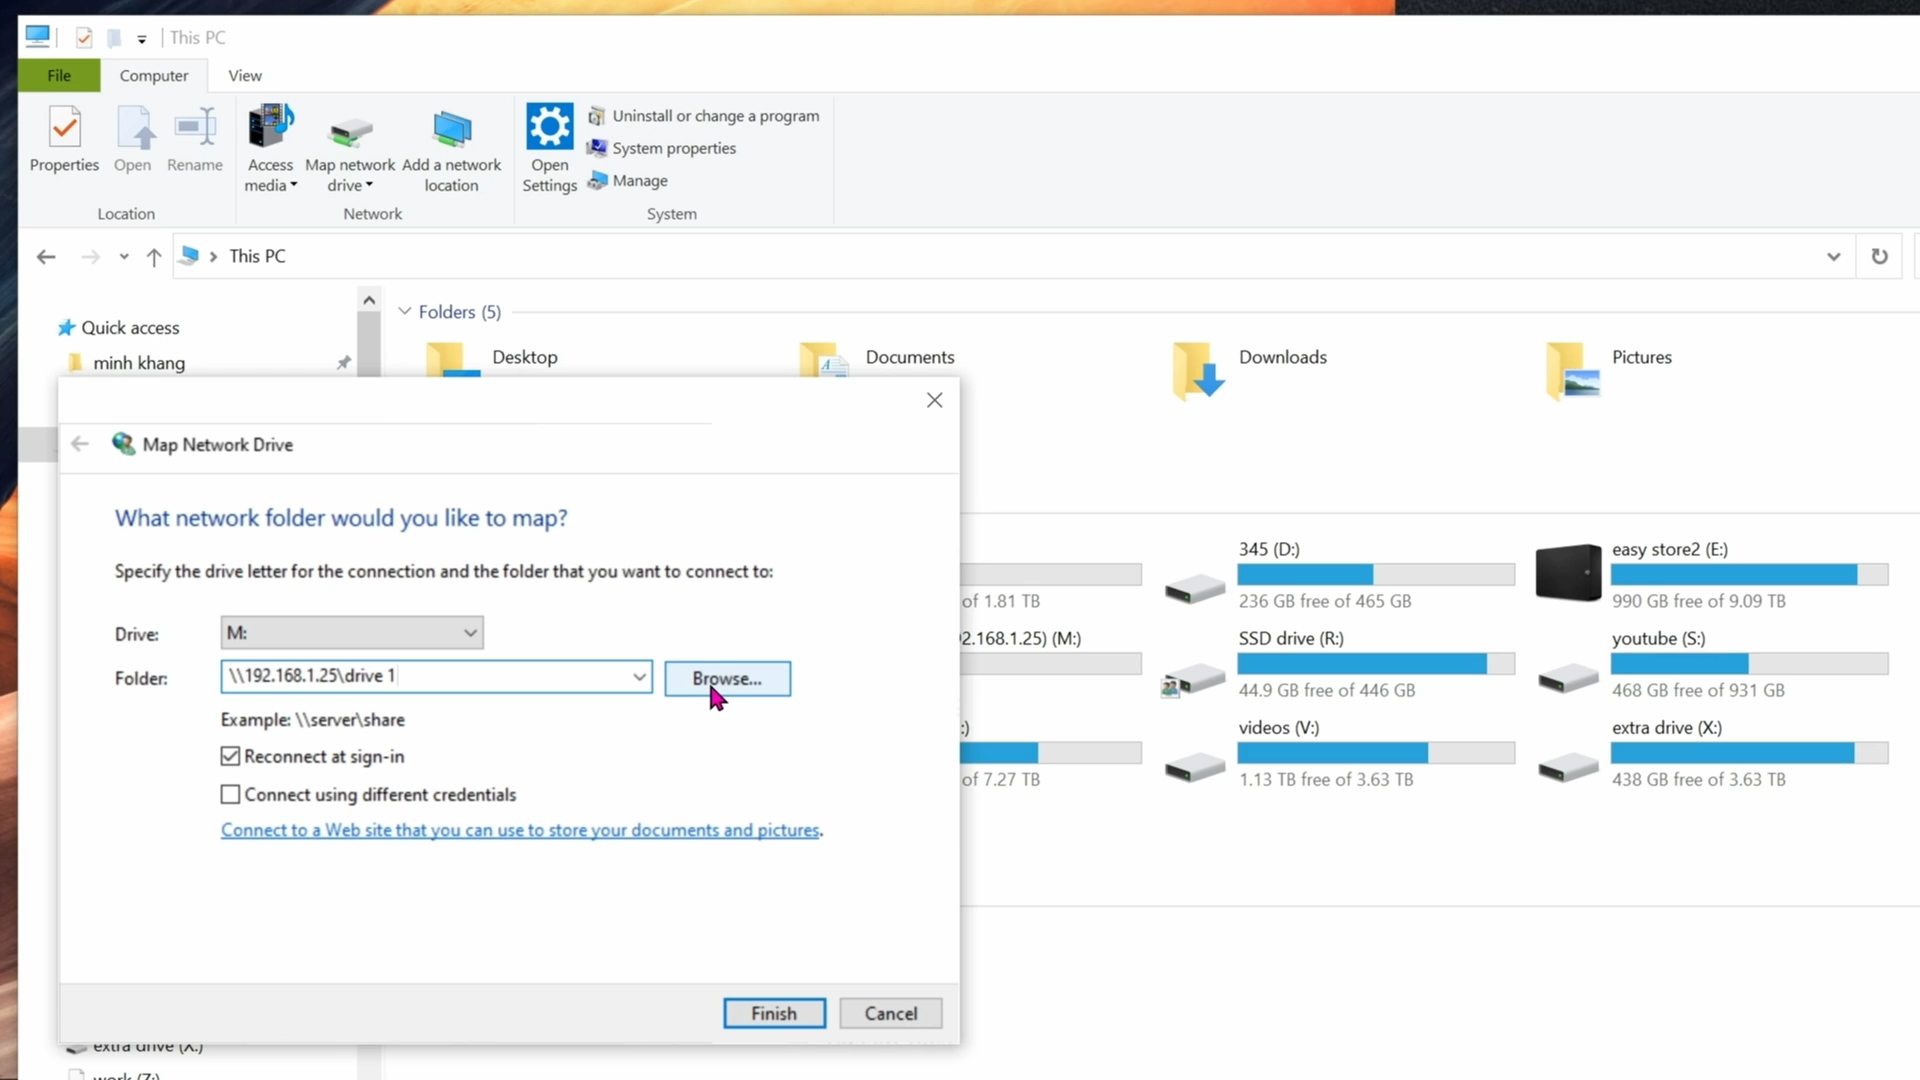 This PC
File
Computer
View
Properties
Open
Rename
Access
media
Map network
drive
Add a network
location
Open
Settings
Uninstall or change a program
System properties
Manage
Location
Network
System
This PC
Quick access
minh khang
Folders (5)
Desktop
Documents
Downloads
Pictures
Map Network Drive
What network folder would you like to map?
Specify the drive letter for the connection and the folder that you want to connect to:
Drive:
M:
Folder:
\\192.168.1.25\drive 1
Browse...
Example: \\server\share
Reconnect at sign-in
Connect using different credentials
Connect to a Web site that you can use to store your documents and pictures.
Finish
Cancel
of 1.81 TB
345 (D:)
236 GB free of 465 GB
easy store2 (E:)
990 GB free of 9.09 TB
2.168.1.25) (M:)
SSD drive (R:)
44.9 GB free of 446 GB
youtube (S:)
468 GB free of 931 GB
:)
of 7.27 TB
videos (V:)
1.13 TB free of 3.63 TB
extra drive (X:)
438 GB free of 3.63 TB
extra drive (X:)
work (Z:)